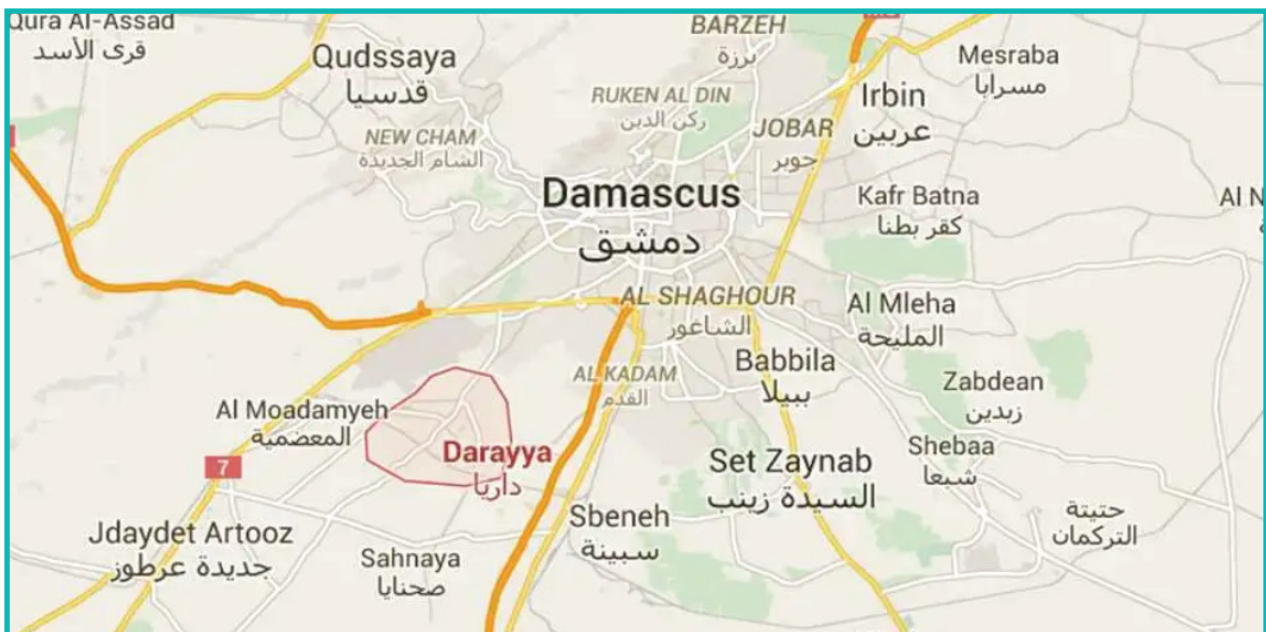 Qura Al-Assad
قرى الأسد
Qudssaya
قدسيا
BARZEH
برزة
Mesraba
مسرابا
RUKEN AL DIN
ركن الدين
Irbin
عربين
NEW CHAM
الشام الجديدة
JOBAR
جوبر
Damascus
دمشق
Kafr Batna
كفر بطنا
Al N
AL SHAGHOUR
الشاغور
Al Mleha
المليحة
Babbila
ببيلا
AL KADAM
القدم
Zabdean
زبدين
Al Moadamyeh
المعضمية
Darayya
داريا
7
Set Zaynab
السيدة زينب
Shebaa
شبعا
Jdaydet Artooz
جديدة عرطوز
Sahnaya
صحنايا
Sbeneh
سبينة
حتيتة
التركمان